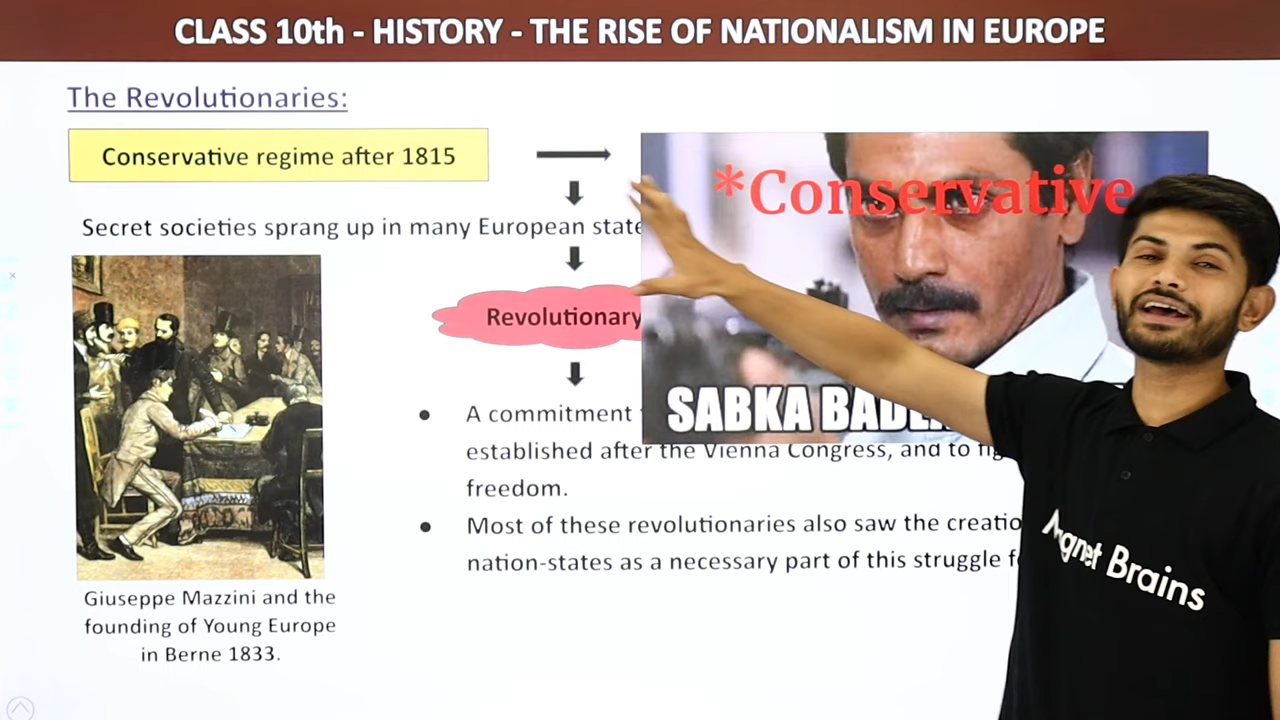 CLASS 10th - HISTORY - THE RISE OF NATIONALISM IN EUROPE
The Revolutionaries:
Conservative regime after 1815
*Conservative
Secret societies sprang up in many European state
Revolutionary
SABKA
A commitment
established after the Vienna Congress, and to
freedom.
Most of these revolutionaries also saw the creatio
nation-states as a necessary part of this struggle
Giuseppe Mazzini and the
founding of Young Europe
in Berne 1833.
Magnet Brains